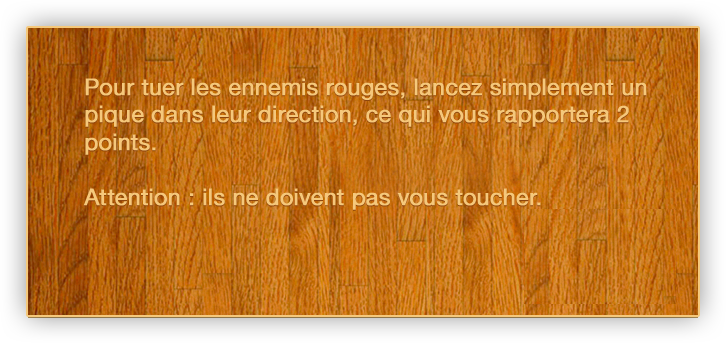 Pour tuer les ennemis rouges, lancez simplement un
pique dans leur direction, ce qui vous rapportera 2
points.
Attention : ils ne doivent pas vous toucher.